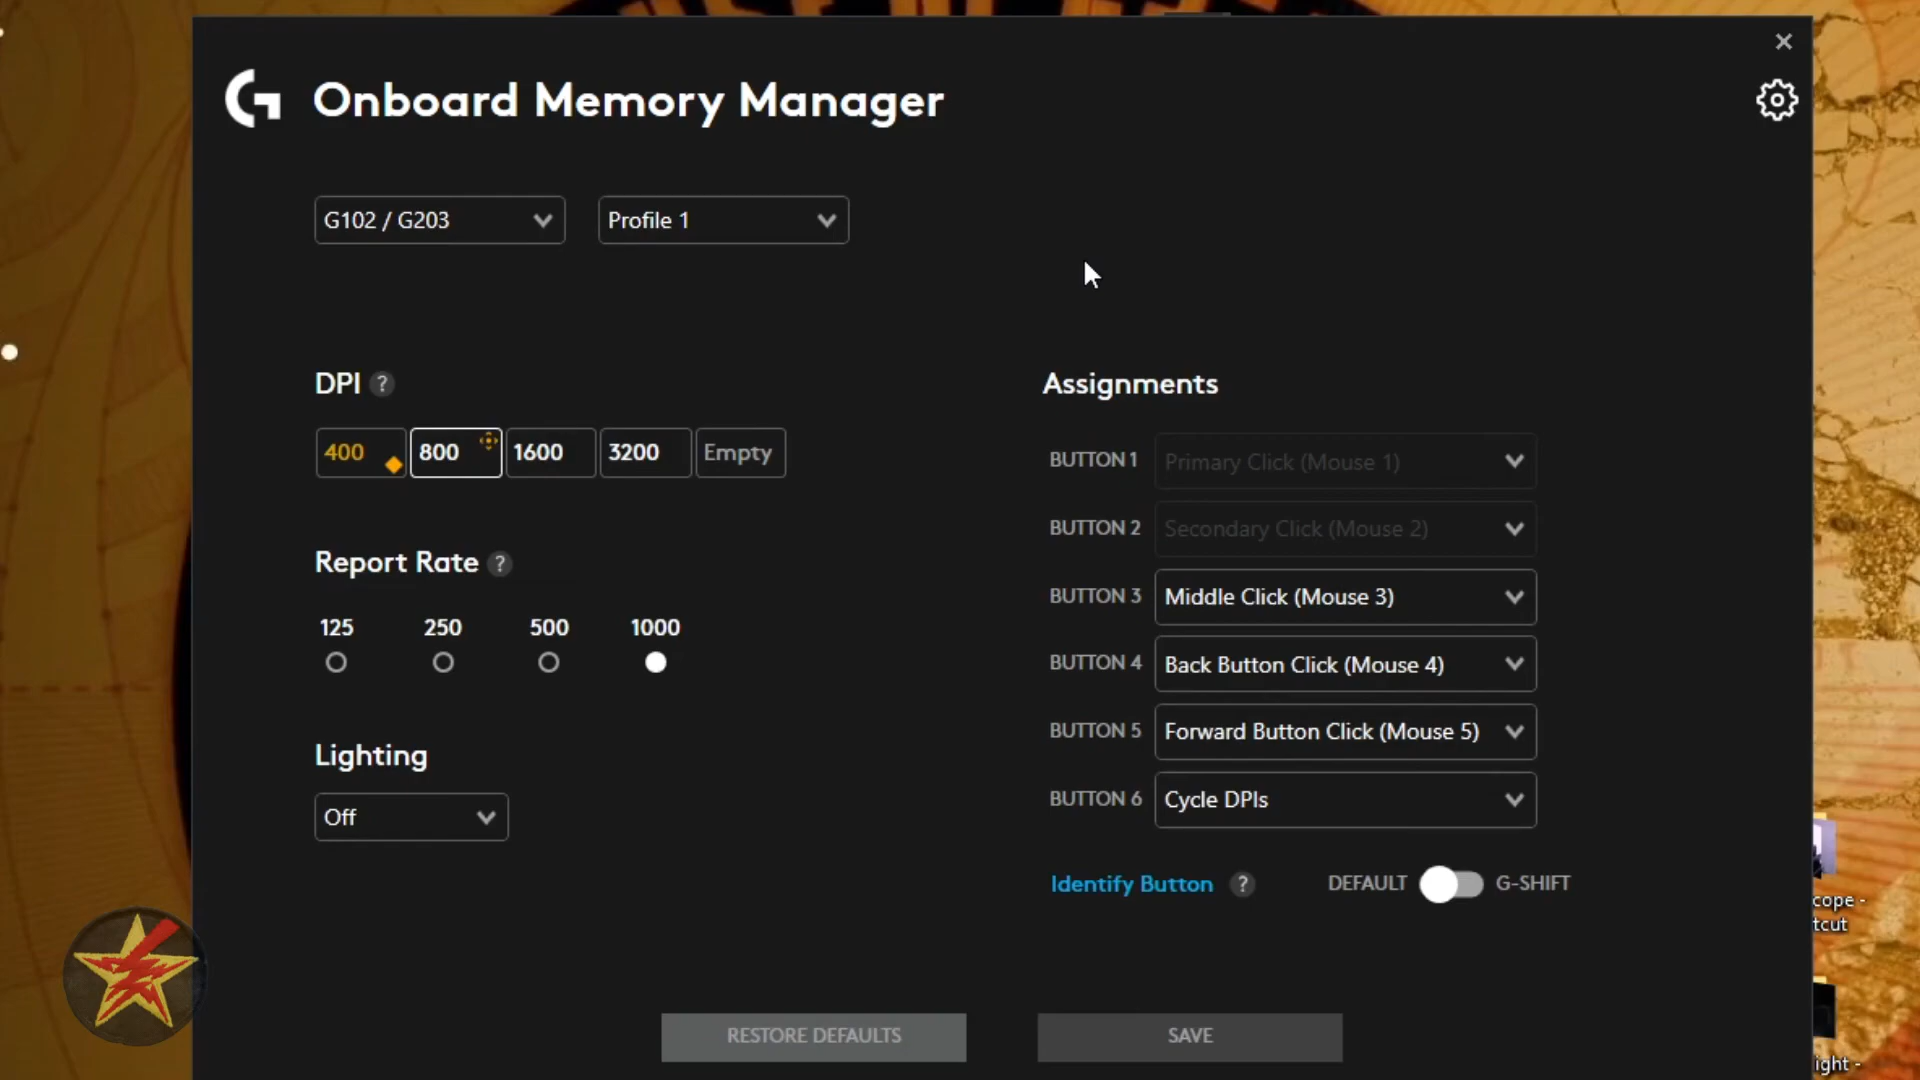 Onboard Memory Manager
G102 / G203
Profile 1
DPI ?
400
800
1600
3200
Empty
Report Rate ?
125
250
500
1000
Lighting
Off
Assignments
BUTTON 1 Primary Click (Mouse 1)
BUTTON 2 Secondary Click (Mouse 2)
BUTTON 3 Middle Click (Mouse 3)
BUTTON 4 Back Button Click (Mouse 4)
BUTTON 5 Forward Button Click (Mouse 5)
BUTTON 6 Cycle DPIs
Identify Button ? DEFAULT G-SHIFT
RESTORE DEFAULTS
SAVE
cope -
tcut
ight -